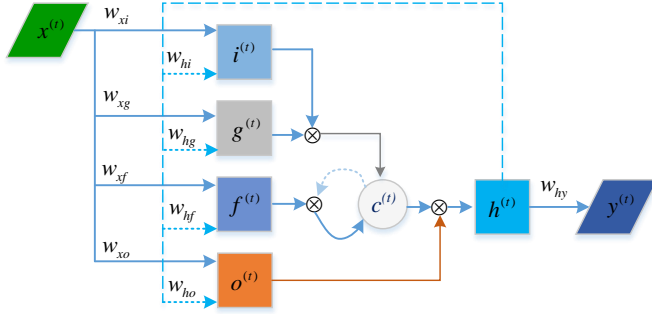 x^(t)
w_xi
w_hi
i^(t)
w_xg
w_hg
g^(t)
w_xf
w_hf
f^(t)
c^(t)
h^(t)
w_hy
y^(t)
w_xo
w_ho
o^(t)